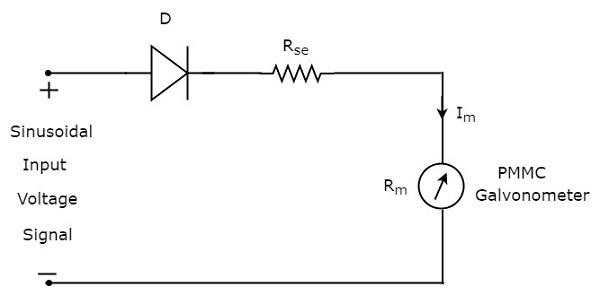 D
Rse
+
Im
Sinusoidal
Input
Voltage
Signal
Rm
PMMC
Galvonometer
−